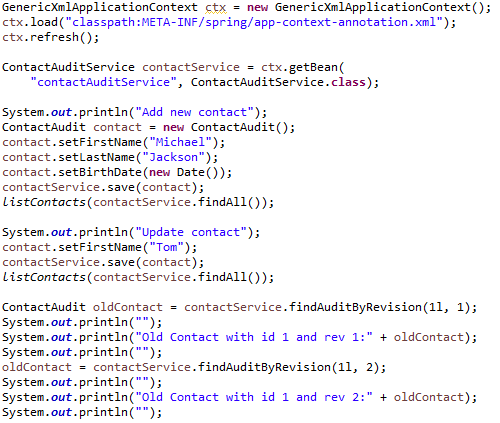 GenericXmlApplicationContext ctx = new GenericXmlApplicationContext();
ctx.load("classpath:META-INF/spring/app-context-annotation.xml");
ctx.refresh();

ContactAuditService contactService = ctx.getBean(
    "contactAuditService", ContactAuditService.class);

System.out.println("Add new contact");
ContactAudit contact = new ContactAudit();
contact.setFirstName("Michael");
contact.setLastName("Jackson");
contact.setBirthDate(new Date());
contactService.save(contact);
listContacts(contactService.findAll());

System.out.println("Update contact");
contact.setFirstName("Tom");
contactService.save(contact);
listContacts(contactService.findAll());

ContactAudit oldContact = contactService.findAuditByRevision(1l, 1);
System.out.println("");
System.out.println("Old Contact with id 1 and rev 1:" + oldContact);
System.out.println("");
oldContact = contactService.findAuditByRevision(1l, 2);
System.out.println("");
System.out.println("Old Contact with id 1 and rev 2:" + oldContact);
System.out.println("");